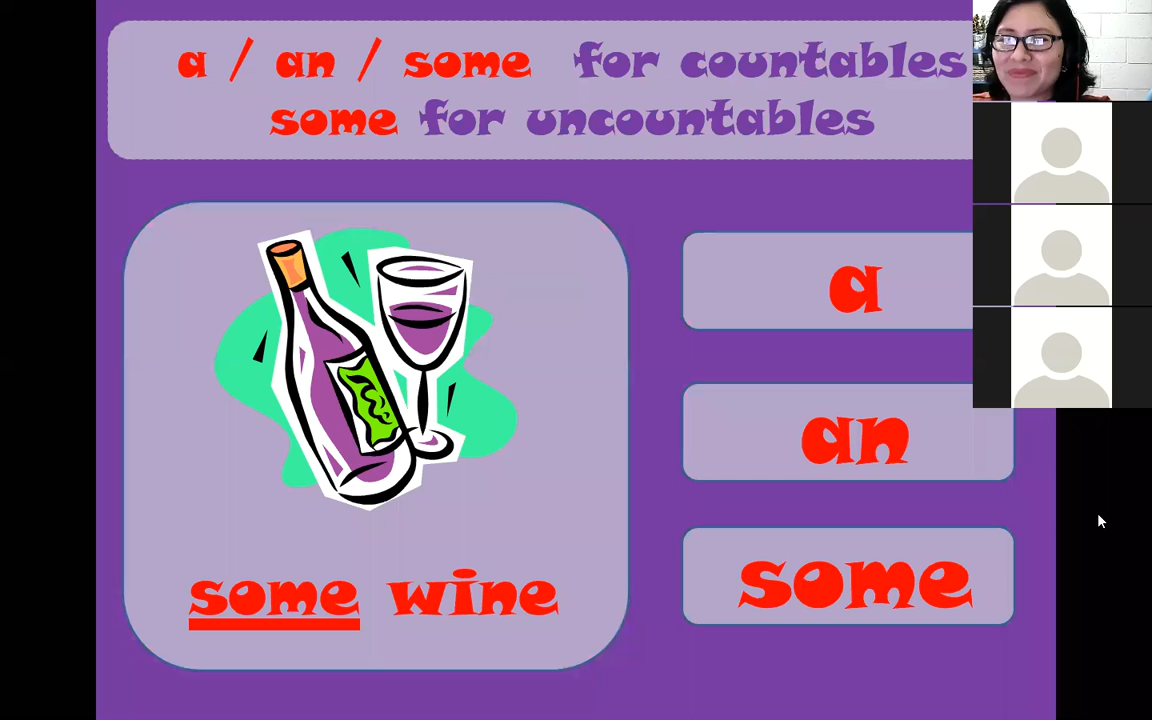 a / an / some for countables
some for uncountables
some wine
a
an
some